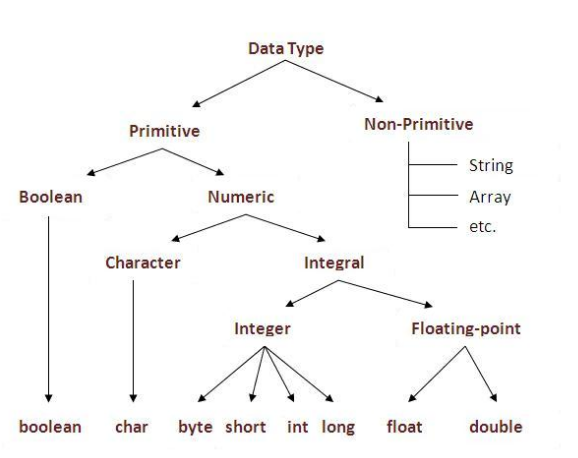 Data Type
Primitive
Non-Primitive
String
Array
etc.
Boolean
Numeric
Character
Integral
Integer
Floating-point
boolean
char
byte
short
int
long
float
double